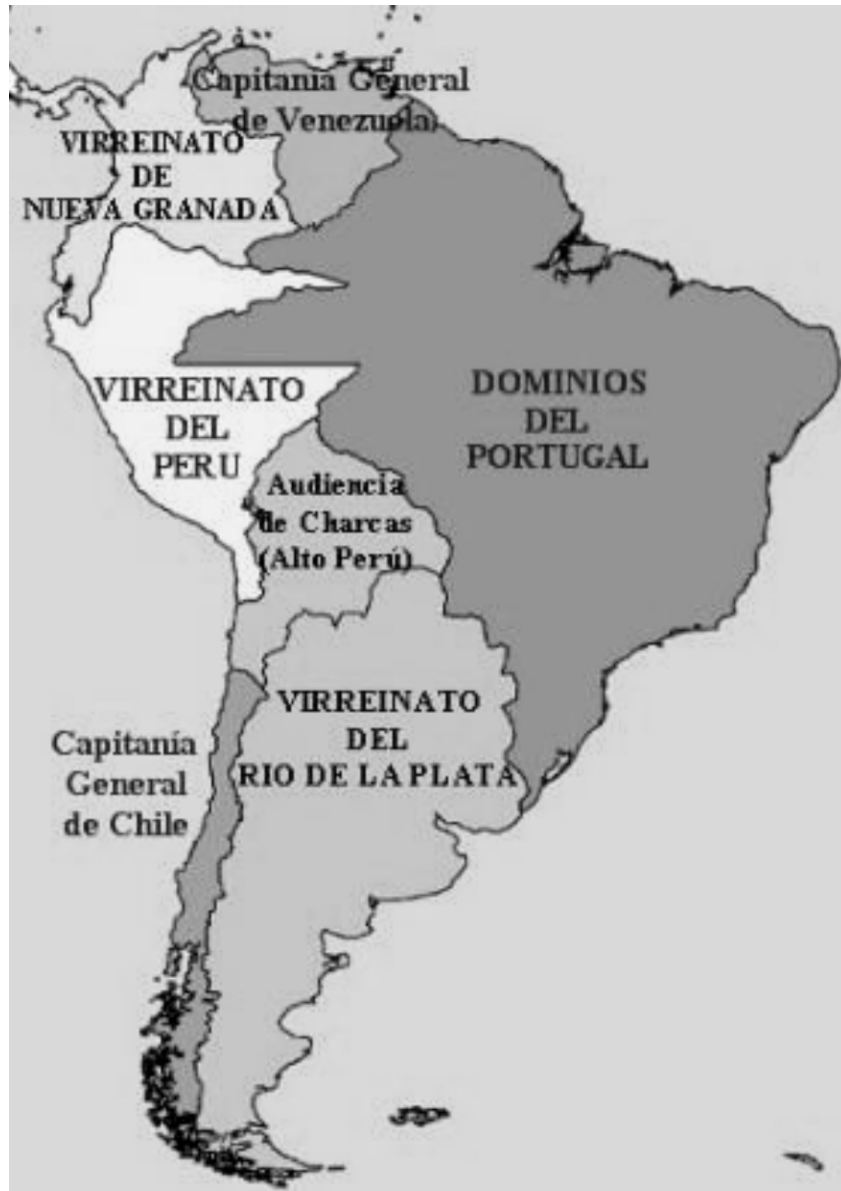 Capitanía General
de Venezuela
VIRREINATO
DE
NUEVA GRANADA
VIRREINATO
DEL
PERU
DOMINIOS
DEL
PORTUGAL
Audiencia
de Charcas
(Alto Perú)
VIRREINATO
DEL
RIO DE LA PLATA
Capitanía
General
de Chile